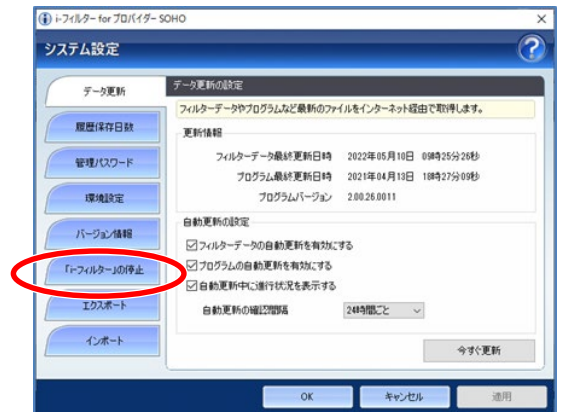 i-フィルター for プロバイダー SOHO
システム設定
データ更新
履歴保存日数
管理パスワード
環境設定
バージョン情報
「i-フィルター」の停止
エクスポート
インポート
データ更新の設定
フィルターデータやプログラムなど最新のファイルをインターネット経由で取得します。
更新情報
フィルターデータ最終更新日時 2022年05月10日 09時25分26秒
プログラム最終更新日時 2021年04月13日 18時27分09秒
プログラムバージョン 2.00.26.0011
自動更新の設定
フィルターデータの自動更新を有効にする
プログラムの自動更新を有効にする
自動更新中に進行状況を表示する
自動更新の確認間隔 24時間ごと
今すぐ更新
OK キャンセル 適用